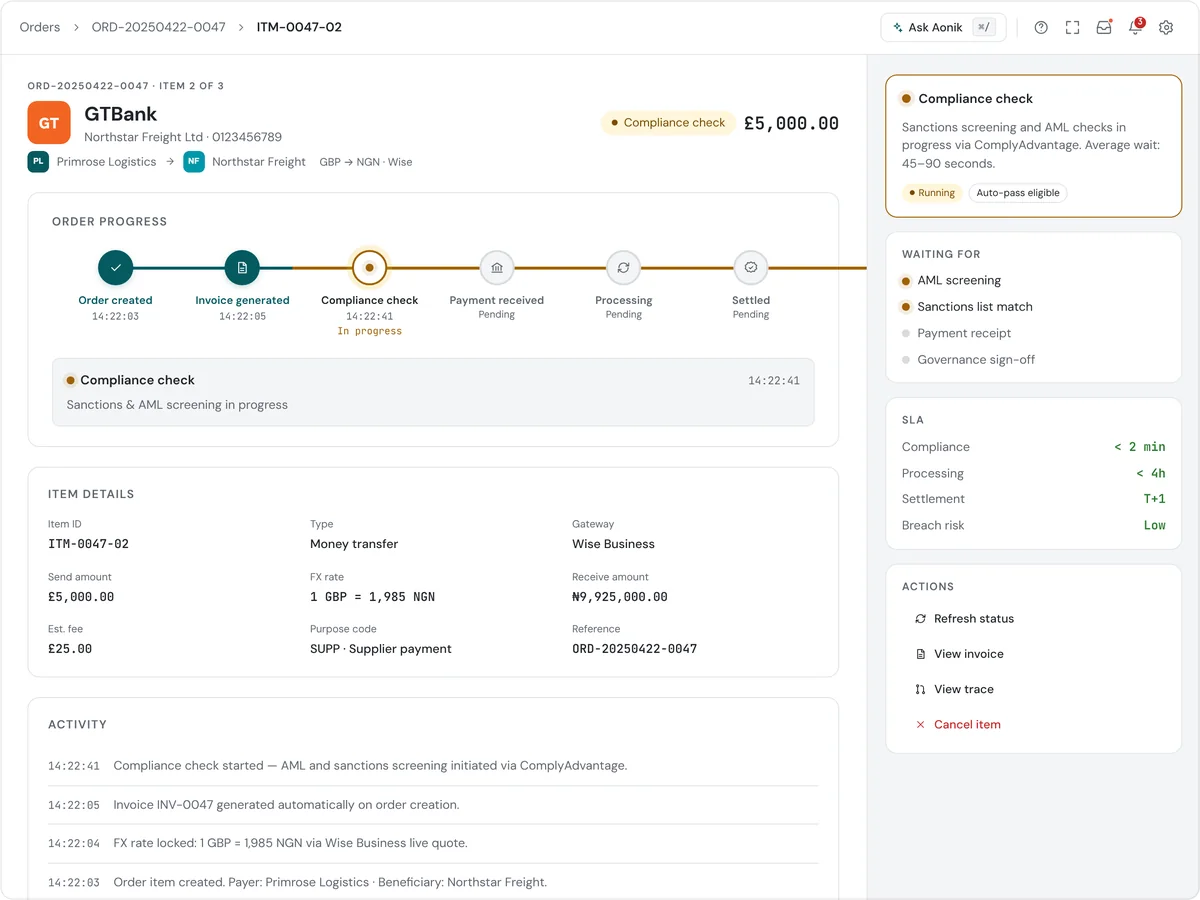 Orders > ORD-20250422-0047 > ITM-0047-02
Ask Aonik ⌘/
3
ORD-20250422-0047 · ITEM 2 OF 3
GT
GTBank
Northstar Freight Ltd · 0123456789
Compliance check £5,000.00
PL Primrose Logistics → NF Northstar Freight GBP → NGN · Wise
ORDER PROGRESS
Order created
14:22:03
Invoice generated
14:22:05
Compliance check
14:22:41
In progress
Payment received
Pending
Processing
Pending
Settled
Pending
Compliance check 14:22:41
Sanctions & AML screening in progress
ITEM DETAILS
Item ID Type Gateway
ITM-0047-02 Money transfer Wise Business
Send amount FX rate Receive amount
£5,000.00 1 GBP = 1,985 NGN ₦9,925,000.00
Est. fee Purpose code Reference
£25.00 SUPP · Supplier payment ORD-20250422-0047
ACTIVITY
14:22:41 Compliance check started — AML and sanctions screening initiated via ComplyAdvantage.
14:22:05 Invoice INV-0047 generated automatically on order creation.
14:22:04 FX rate locked: 1 GBP = 1,985 NGN via Wise Business live quote.
14:22:03 Order item created. Payer: Primrose Logistics · Beneficiary: Northstar Freight.
Compliance check
Sanctions screening and AML checks in
progress via ComplyAdvantage. Average wait:
45–90 seconds.
Running Auto-pass eligible
WAITING FOR
AML screening
Sanctions list match
Payment receipt
Governance sign-off
SLA
Compliance < 2 min
Processing < 4h
Settlement T+1
Breach risk Low
ACTIONS
Refresh status
View invoice
View trace
Cancel item